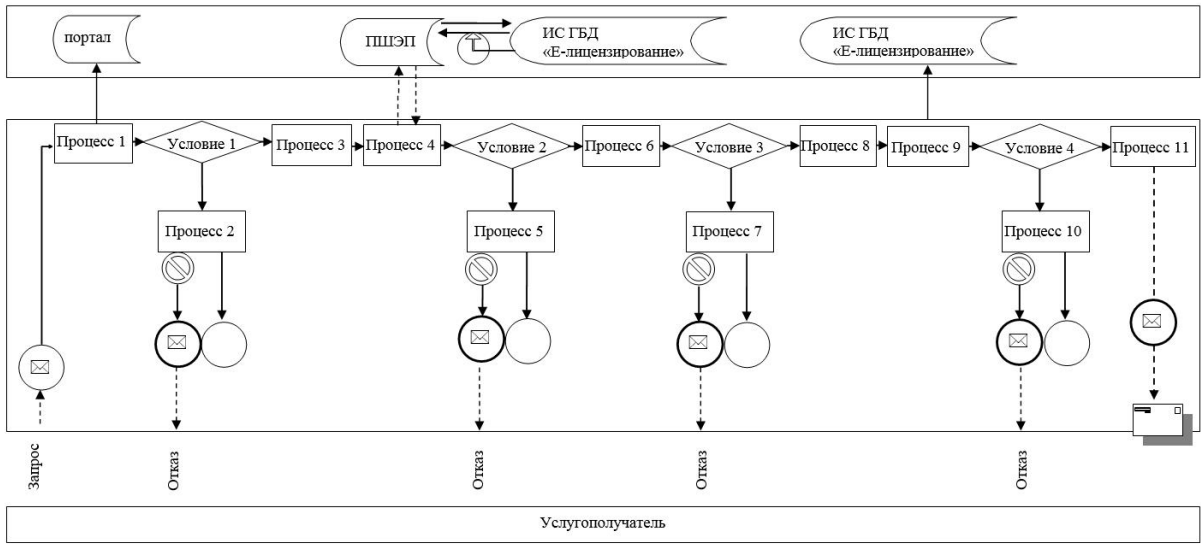 портал
ПШЭП
ИС ГБД
«Е-лицензирование»
ИС ГБД
«Е-лицензирование»
Процесс 1
Условие 1
Процесс 3
Процесс 4
Условие 2
Процесс 6
Условие 3
Процесс 8
Процесс 9
Условие 4
Процесс 11
Процесс 2
Процесс 5
Процесс 7
Процесс 10
Запрос
Отказ
Отказ
Отказ
Отказ
Услугополучатель